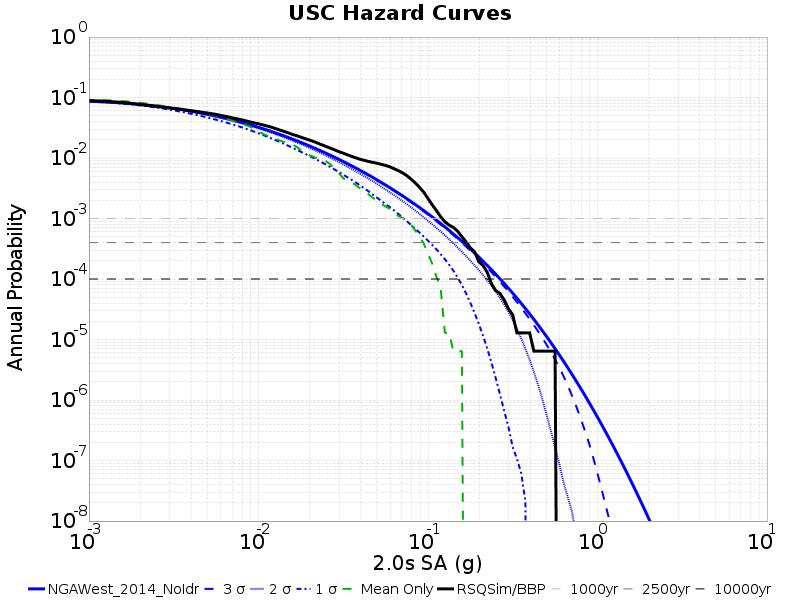 USC Hazard Curves
10^0
10^-1
10^-2
10^-3
10^-4
10^-5
10^-6
10^-7
10^-8
Annual Probability
10^-3 10^-2 10^-1 10^0 10^1
2.0s SA (g)
NGAWest_2014_NoIdr 3 σ 2 σ 1 σ Mean Only RSQSim/BBP 1000yr 2500yr 10000yr